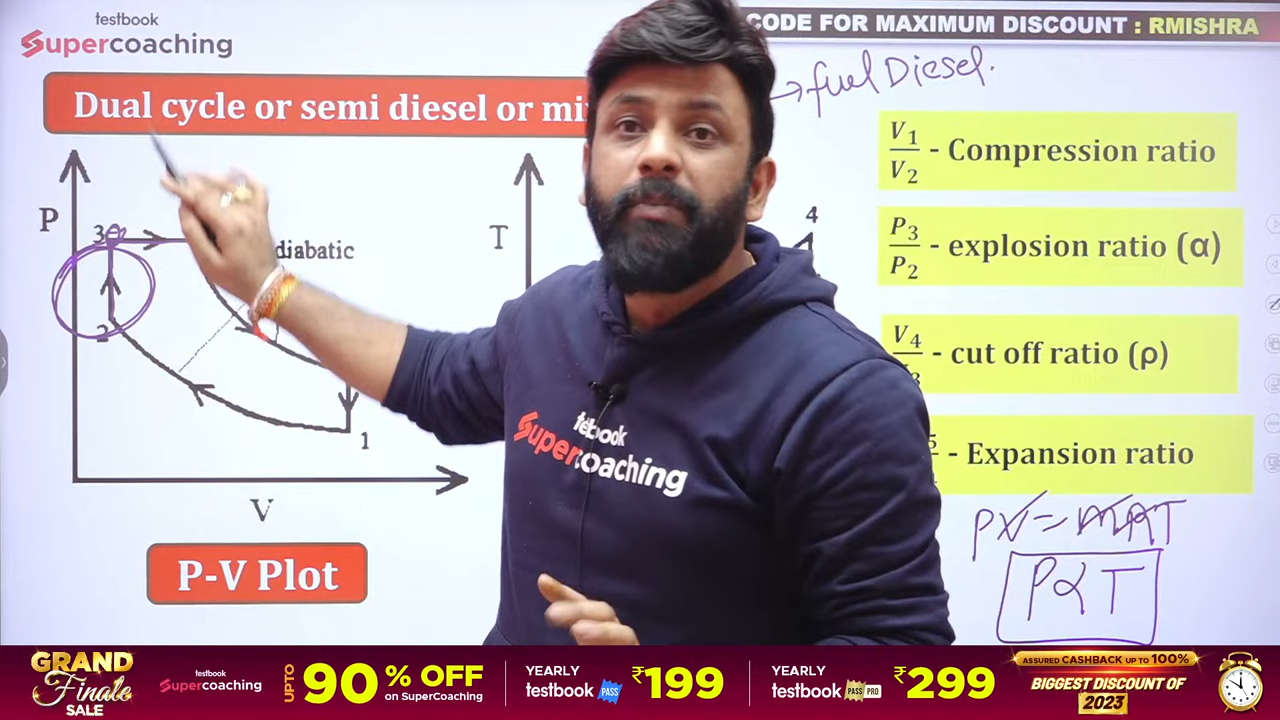 testbook
Supercoaching
CODE FOR MAXIMUM DISCOUNT : RMISHRA
→ fuel Diesel.
Dual cycle or semi diesel or
V1/V2 - Compression ratio
P3/P2 - explosion ratio (α)
V4 - cut off ratio (ρ)
5 - Expansion ratio
P
3
2
1
V
diabatic
T
4
P-V Plot
PV = mRT
P α T
testbook
Supercoaching
GRAND
Finale
SALE
testbook
Supercoaching
UPTO 90% OFF
on SuperCoaching
YEARLY
testbook PASS
₹199
YEARLY
testbook PASS PRO
₹299
ASSURED CASHBACK UP TO 100%
BIGGEST DISCOUNT OF
2023